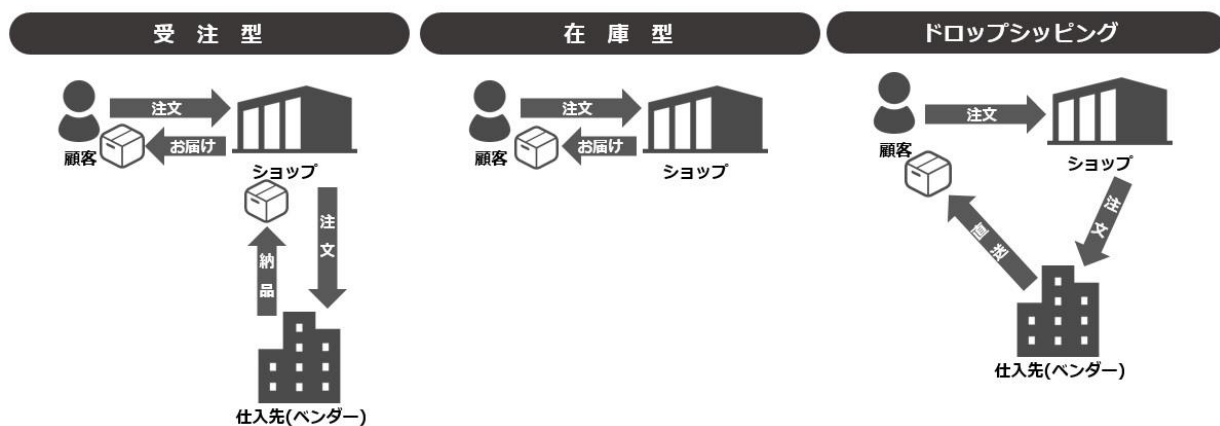 受注型
注文
お届け
顧客
ショップ
注文
納品
仕入先(ベンダー)
在庫型
注文
お届け
顧客
ショップ
ドロップシッピング
注文
顧客
ショップ
注文
直送
仕入先(ベンダー)